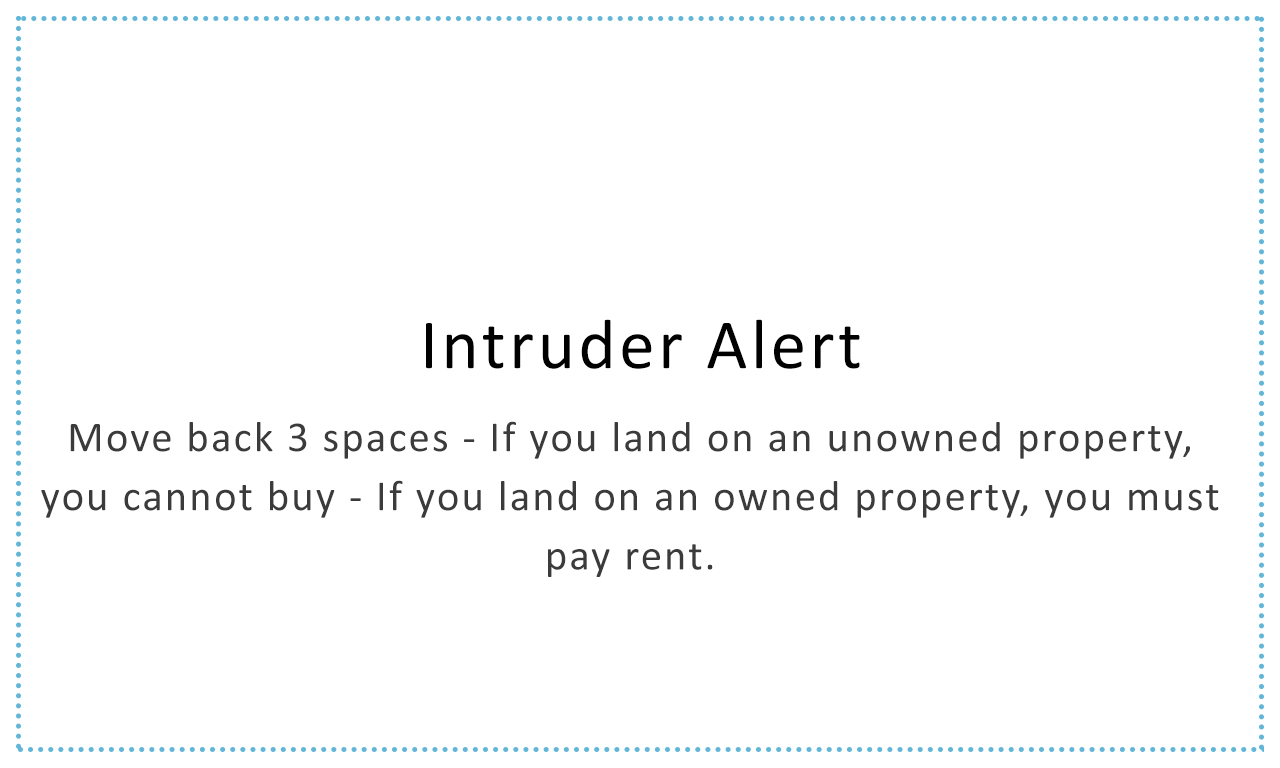 Intruder Alert
Move back 3 spaces - If you land on an unowned property,
you cannot buy - If you land on an owned property, you must
pay rent.